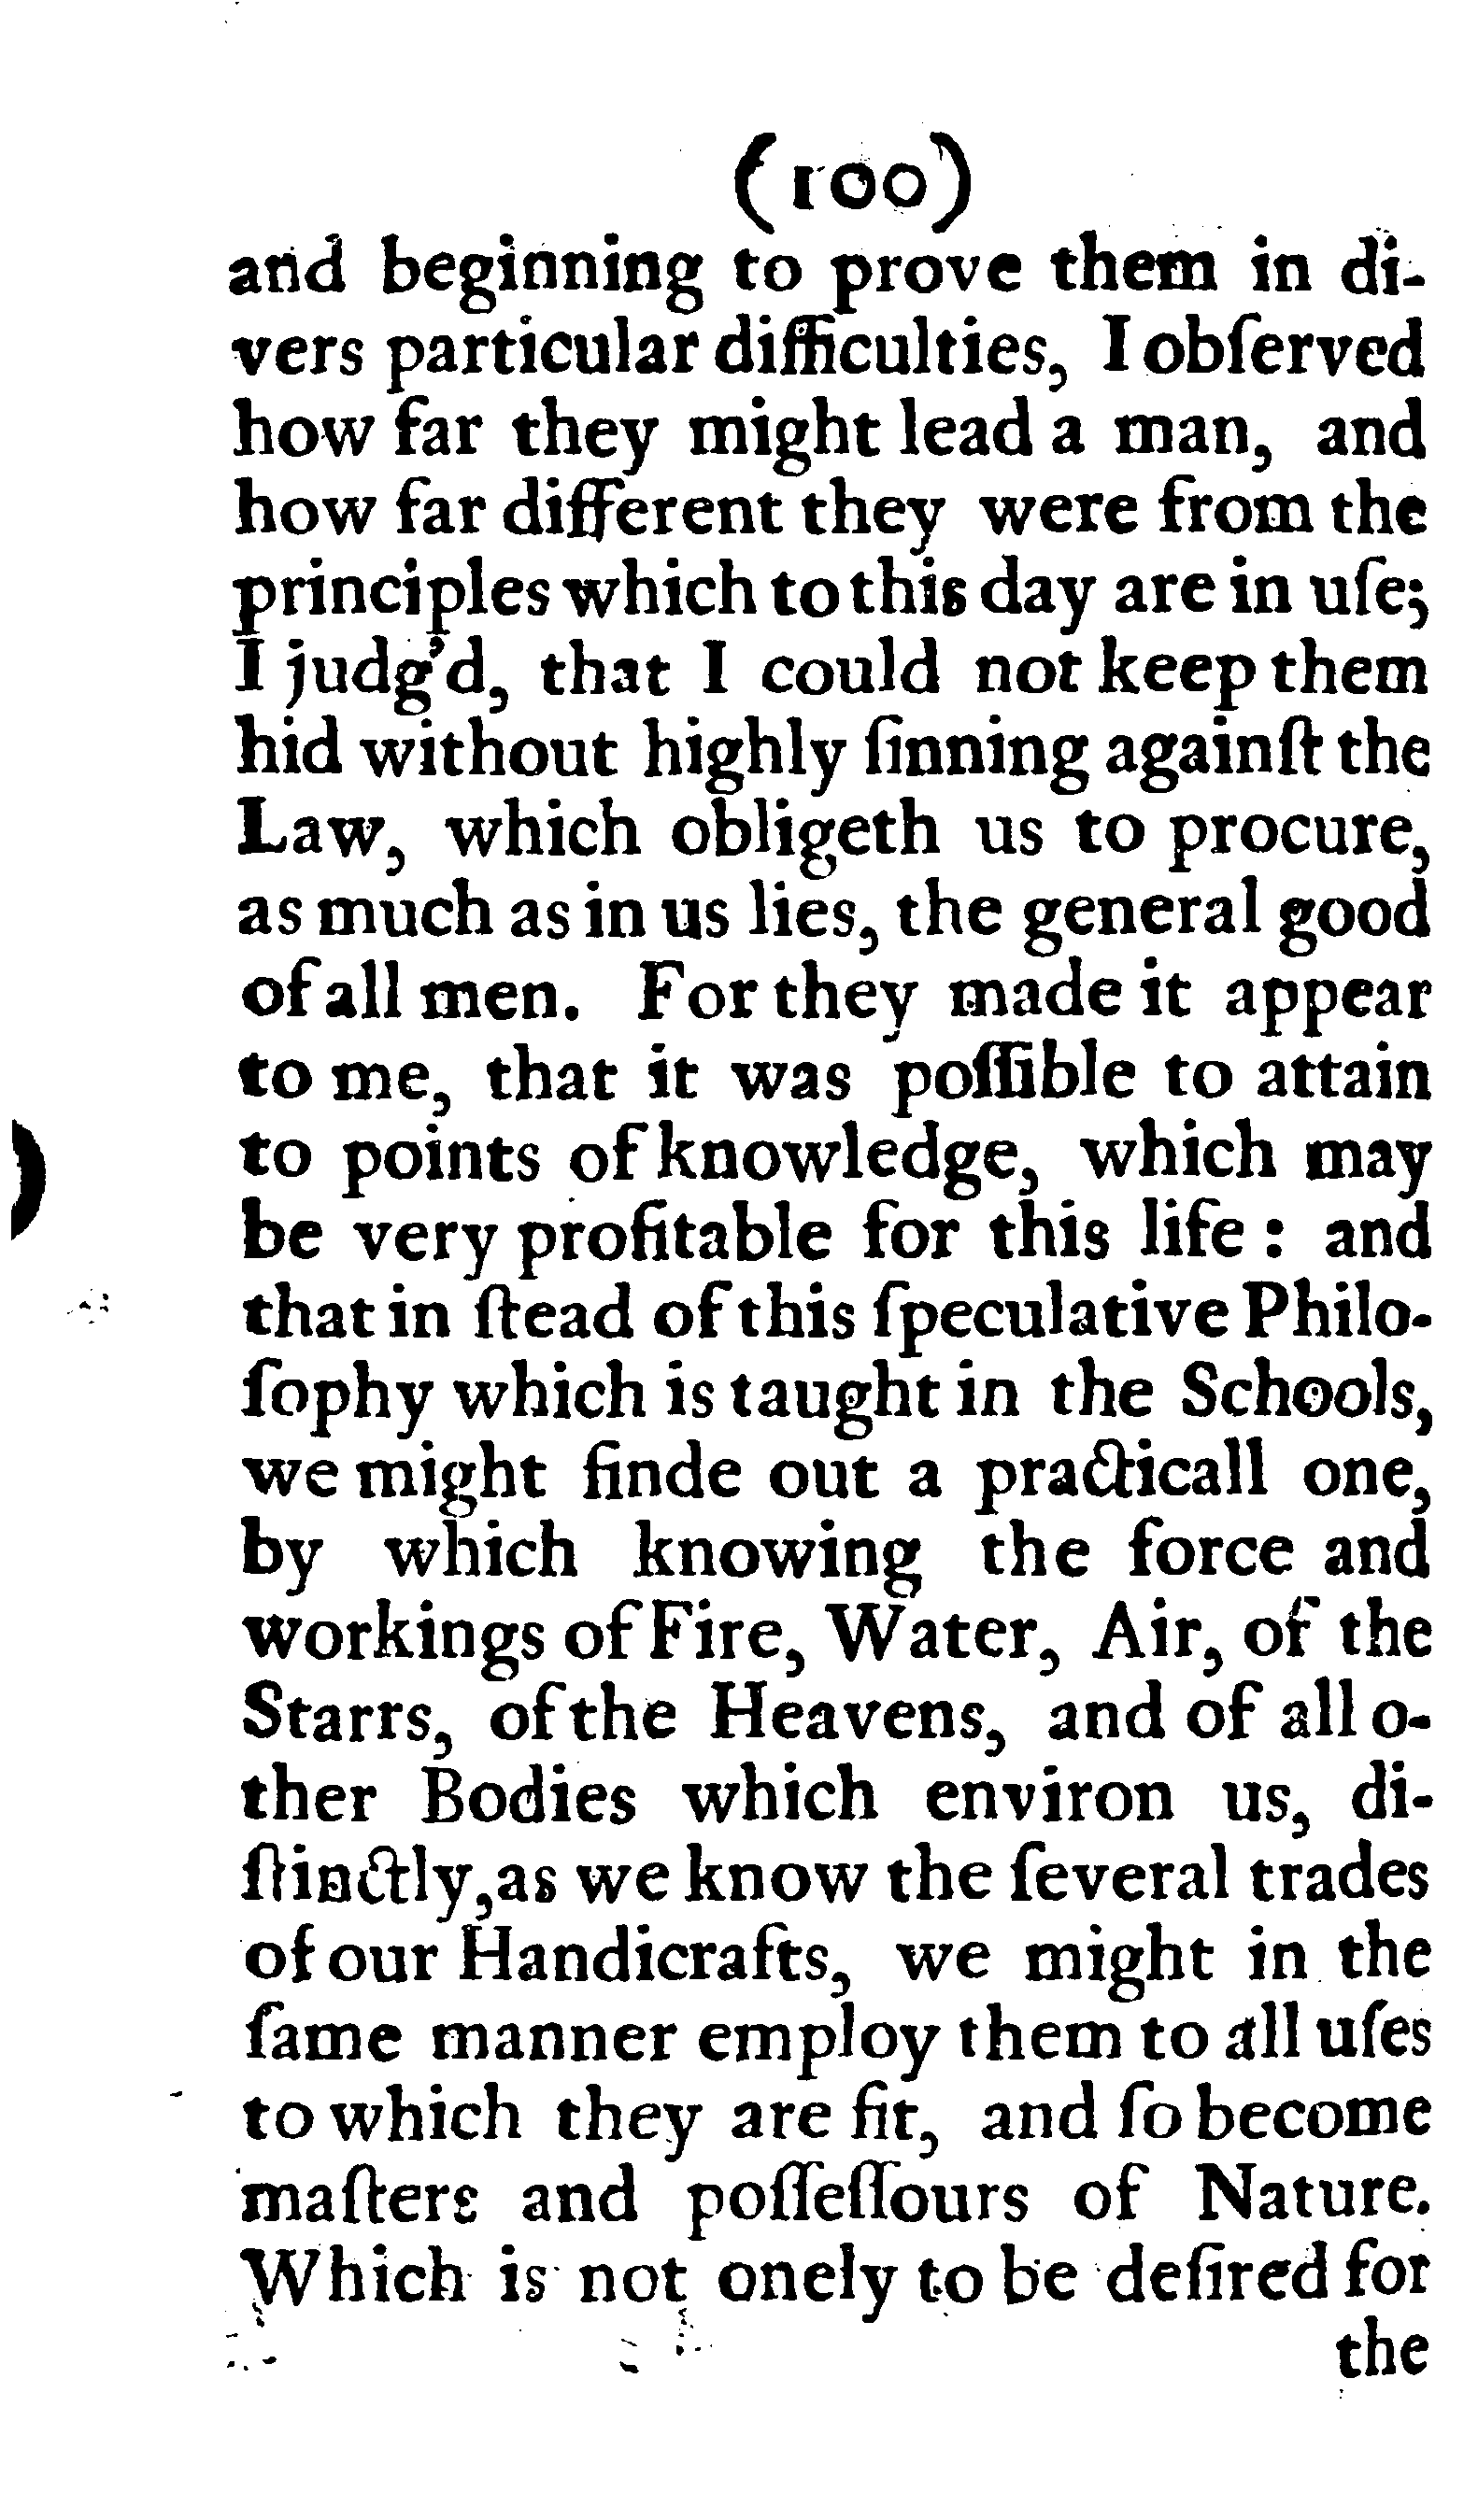 (100)
and beginning to prove them in di-
vers particular difficulties, I obſerved
how far they might lead a man, and
how far different they were from the
principles which to this day are in uſe;
I judg'd, that I could not keep them
hid without highly ſinning againſt the
Law, which obligeth us to procure,
as much as in us lies, the general good
of all men. For they made it appear
to me, that it was poſſible to attain
to points of knowledge, which may
be very profitable for this life : and
that in ſtead of this ſpeculative Philo-
ſophy which is taught in the Schools,
we might finde out a practicall one,
by which knowing the force and
workings of Fire, Water, Air, of the
Starrs, of the Heavens, and of all o-
ther Bodies which environ us, di-
ſtinctly, as we know the ſeveral trades
of our Handicrafts, we might in the
ſame manner employ them to all uſes
to which they are fit, and ſo become
maſters and poſſeſſours of Nature.
Which is not onely to be deſired for
the